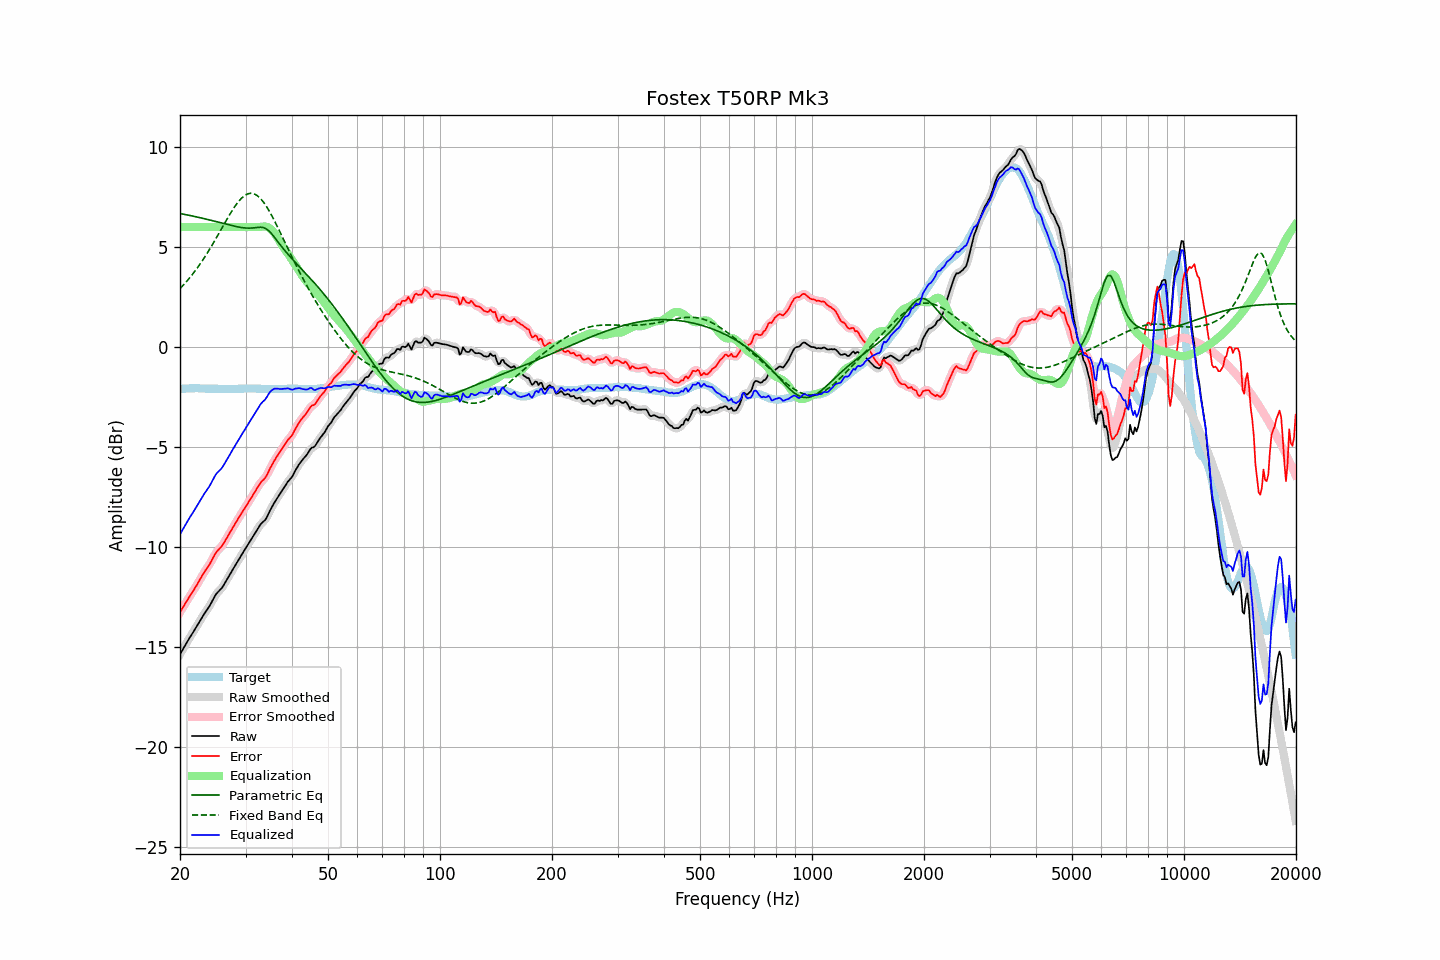 Fostex T50RP Mk3
10
5
0
−5
−10
−15
−20
−25
Amplitude (dBr)
Target
Raw Smoothed
Error Smoothed
Raw
Error
Equalization
Parametric Eq
Fixed Band Eq
Equalized
20 50 100 200 500 1000 2000 5000 10000 20000
Frequency (Hz)